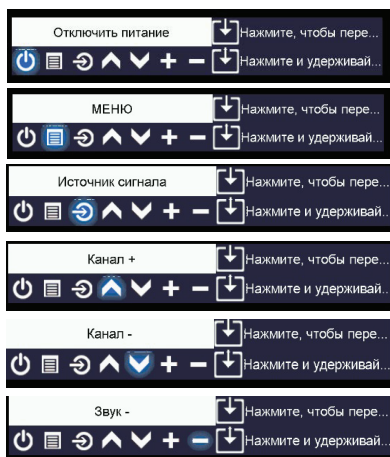 Отключить питание
Нажмите, чтобы пере...
Нажмите и удерживай...
МЕНЮ
Нажмите, чтобы пере...
Нажмите и удерживай...
Источник сигнала
Нажмите, чтобы пере...
Нажмите и удерживай...
Канал +
Нажмите, чтобы пере...
Нажмите и удерживай...
Канал -
Нажмите, чтобы пере...
Нажмите и удерживай...
Звук -
Нажмите, чтобы пере...
Нажмите и удерживай...